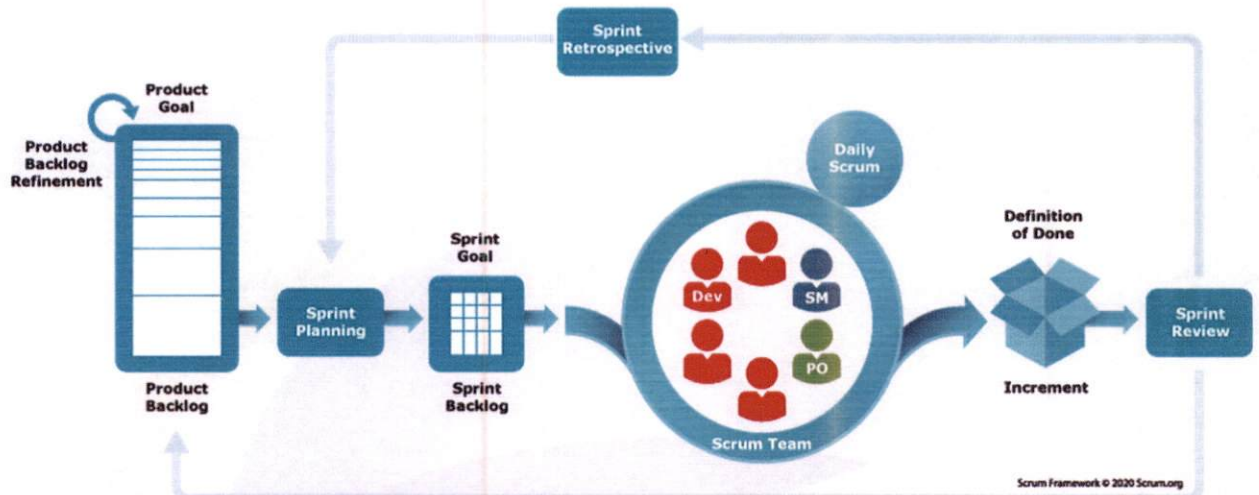 Sprint
Retrospective
Product
Goal
Product
Backlog
Refinement
Daily
Scrum
Definition
of Done
Sprint
Goal
Dev
SM
Sprint
Planning
Sprint
Review
PO
Product
Backlog
Sprint
Backlog
Increment
Scrum Team
Scrum Framework © 2020 Scrum.org